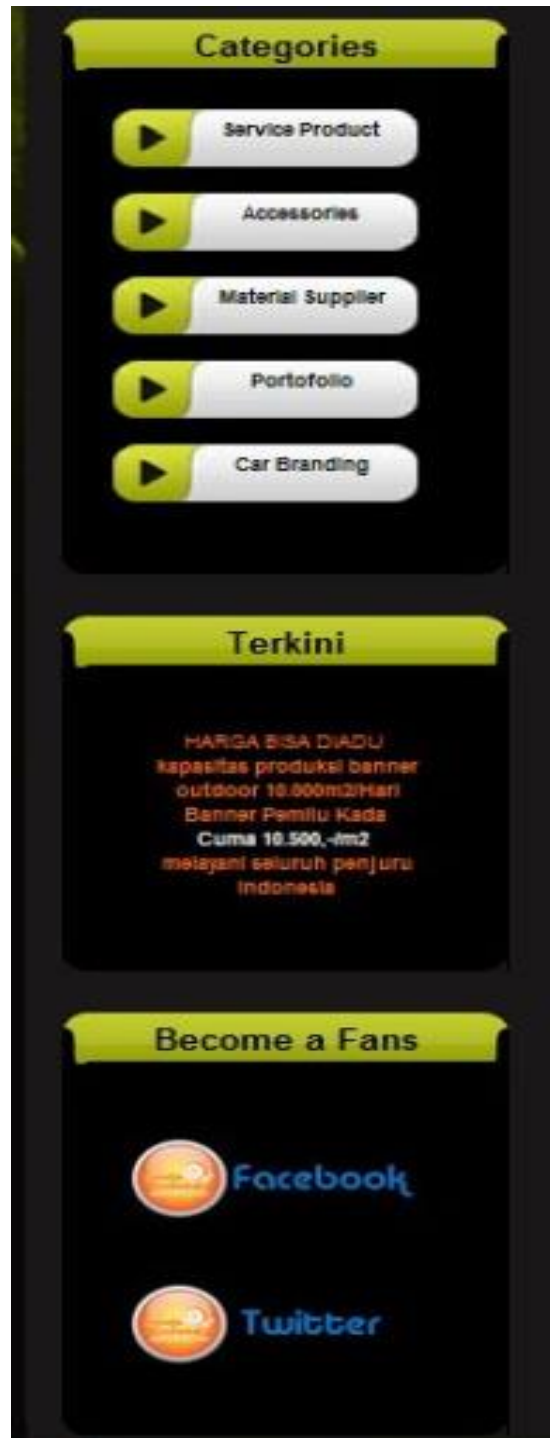 Categories
Service Product
Accessories
Material Supplier
Portofolio
Car Branding
Terkini
HARGA BISA DIADU
kapasitas produksi banner
outdoor 10.000m2/Hari
Banner Pemilu Kada
Cuma 10.500,-/m2
melayani seluruh penjuru
Indonesia
Become a Fans
Facebook
Twitter